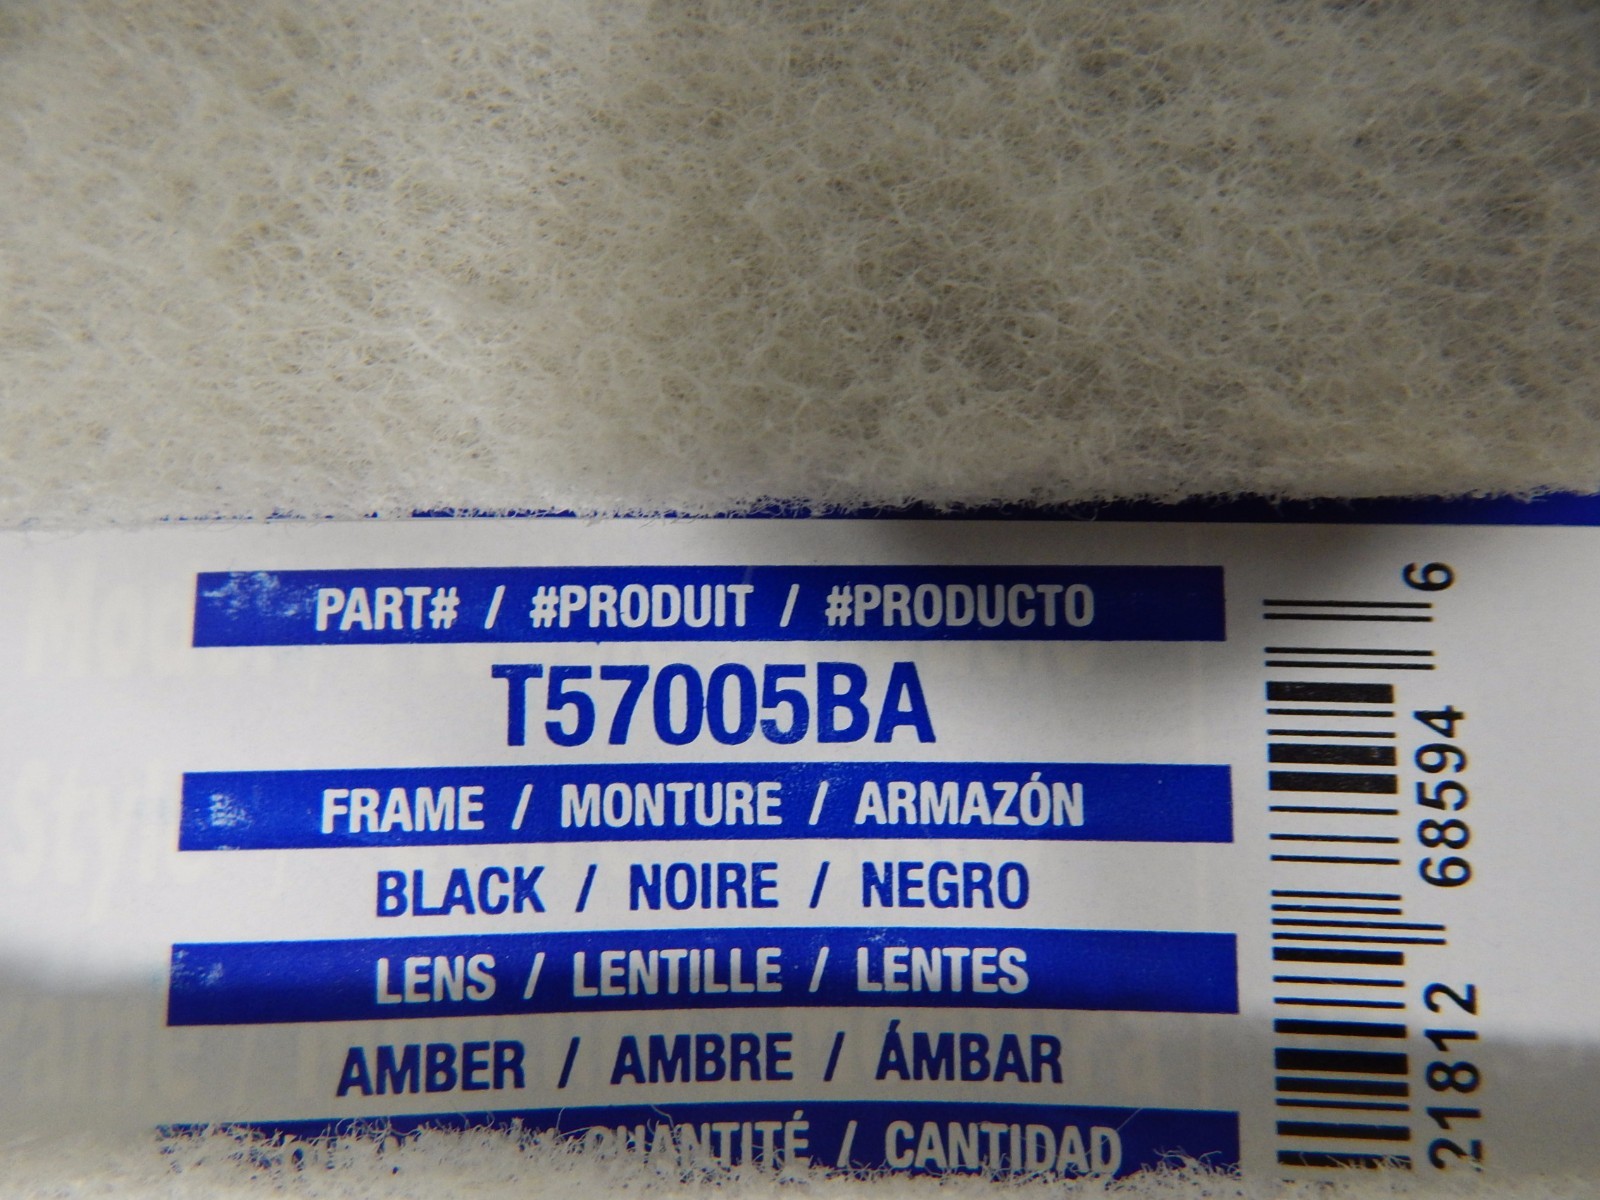 PART# / #PRODUIT / #PRODUCTO
T57005BA
FRAME / MONTURE / ARMAZÓN
BLACK / NOIRE / NEGRO
LENS / LENTILLE / LENTES
AMBER / AMBRE / ÁMBAR
QUANTITÉ / CANTIDAD
21812 68594 6